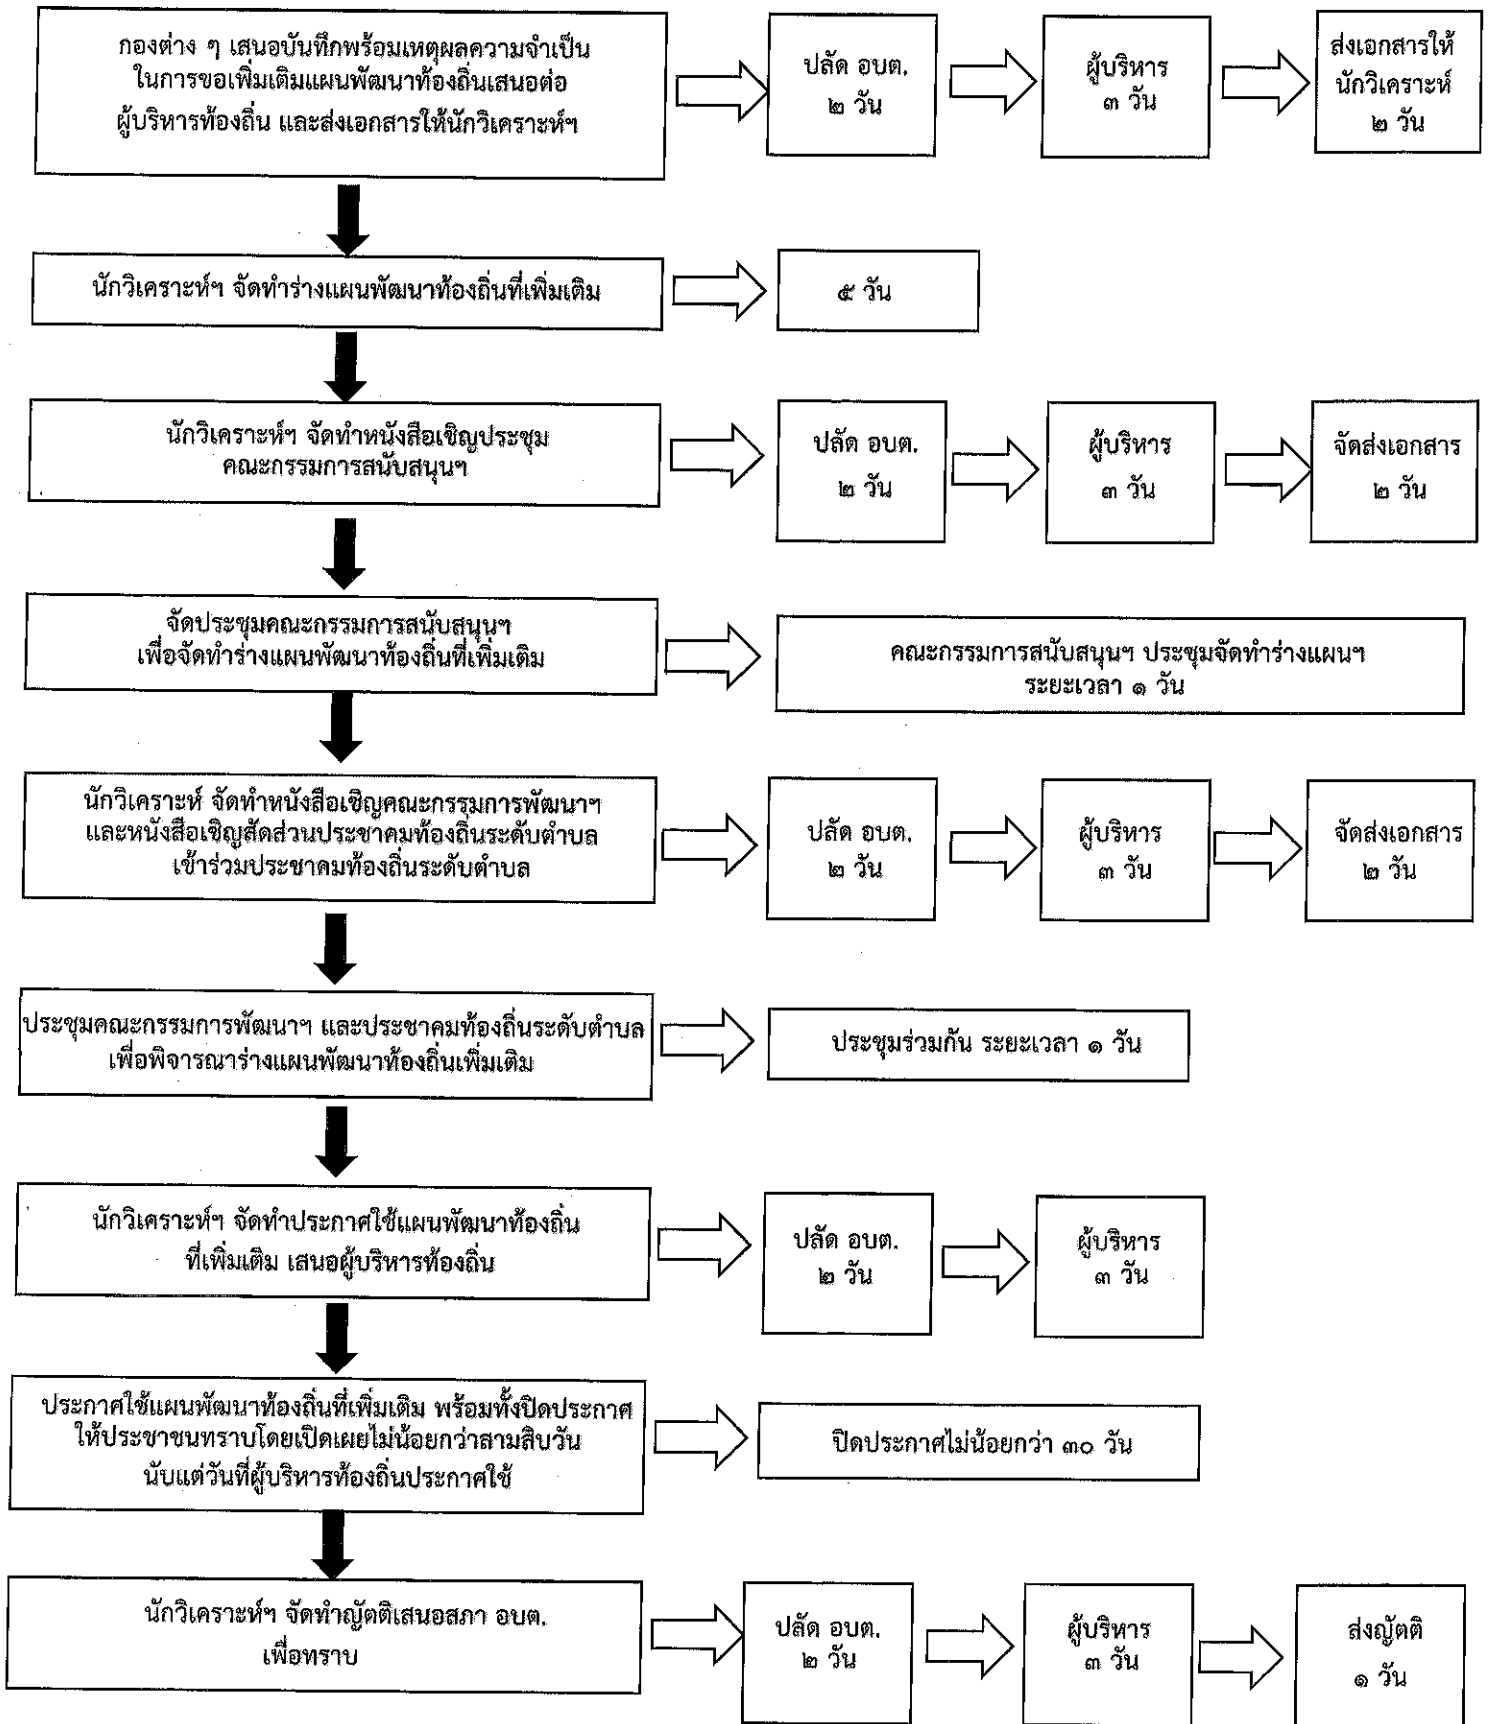 กองต่าง ๆ เสนอบันทึกพร้อมเหตุผลความจำเป็น
ในการขอเพิ่มเติมแผนพัฒนาท้องถิ่นเสนอต่อ
ผู้บริหารท้องถิ่น และส่งเอกสารให้นักวิเคราะห์ฯ
ปลัด อบต.
๒ วัน
ผู้บริหาร
๓ วัน
ส่งเอกสารให้
นักวิเคราะห์
๒ วัน
นักวิเคราะห์ฯ จัดทำร่างแผนพัฒนาท้องถิ่นที่เพิ่มเติม
๕ วัน
นักวิเคราะห์ฯ จัดทำหนังสือเชิญประชุม
คณะกรรมการสนับสนุนฯ
ปลัด อบต.
๒ วัน
ผู้บริหาร
๓ วัน
จัดส่งเอกสาร
๒ วัน
จัดประชุมคณะกรรมการสนับสนุนฯ
เพื่อจัดทำร่างแผนพัฒนาท้องถิ่นที่เพิ่มเติม
คณะกรรมการสนับสนุนฯ ประชุมจัดทำร่างแผนฯ
ระยะเวลา ๑ วัน
นักวิเคราะห์ จัดทำหนังสือเชิญคณะกรรมการพัฒนาฯ
และหนังสือเชิญสัดส่วนประชาคมท้องถิ่นระดับตำบล
เข้าร่วมประชาคมท้องถิ่นระดับตำบล
ปลัด อบต.
๒ วัน
ผู้บริหาร
๓ วัน
จัดส่งเอกสาร
๒ วัน
ประชุมคณะกรรมการพัฒนาฯ และประชาคมท้องถิ่นระดับตำบล
เพื่อพิจารณาร่างแผนพัฒนาท้องถิ่นเพิ่มเติม
ประชุมร่วมกัน ระยะเวลา ๑ วัน
นักวิเคราะห์ฯ จัดทำประกาศใช้แผนพัฒนาท้องถิ่น
ที่เพิ่มเติม เสนอผู้บริหารท้องถิ่น
ปลัด อบต.
๒ วัน
ผู้บริหาร
๓ วัน
ประกาศใช้แผนพัฒนาท้องถิ่นที่เพิ่มเติม พร้อมทั้งปิดประกาศ
ให้ประชาชนทราบโดยเปิดเผยไม่น้อยกว่าสามสิบวัน
นับแต่วันที่ผู้บริหารท้องถิ่นประกาศใช้
ปิดประกาศไม่น้อยกว่า ๓๐ วัน
นักวิเคราะห์ฯ จัดทำญัตติเสนอสภา อบต.
เพื่อทราบ
ปลัด อบต.
๒ วัน
ผู้บริหาร
๓ วัน
ส่งญัตติ
๑ วัน